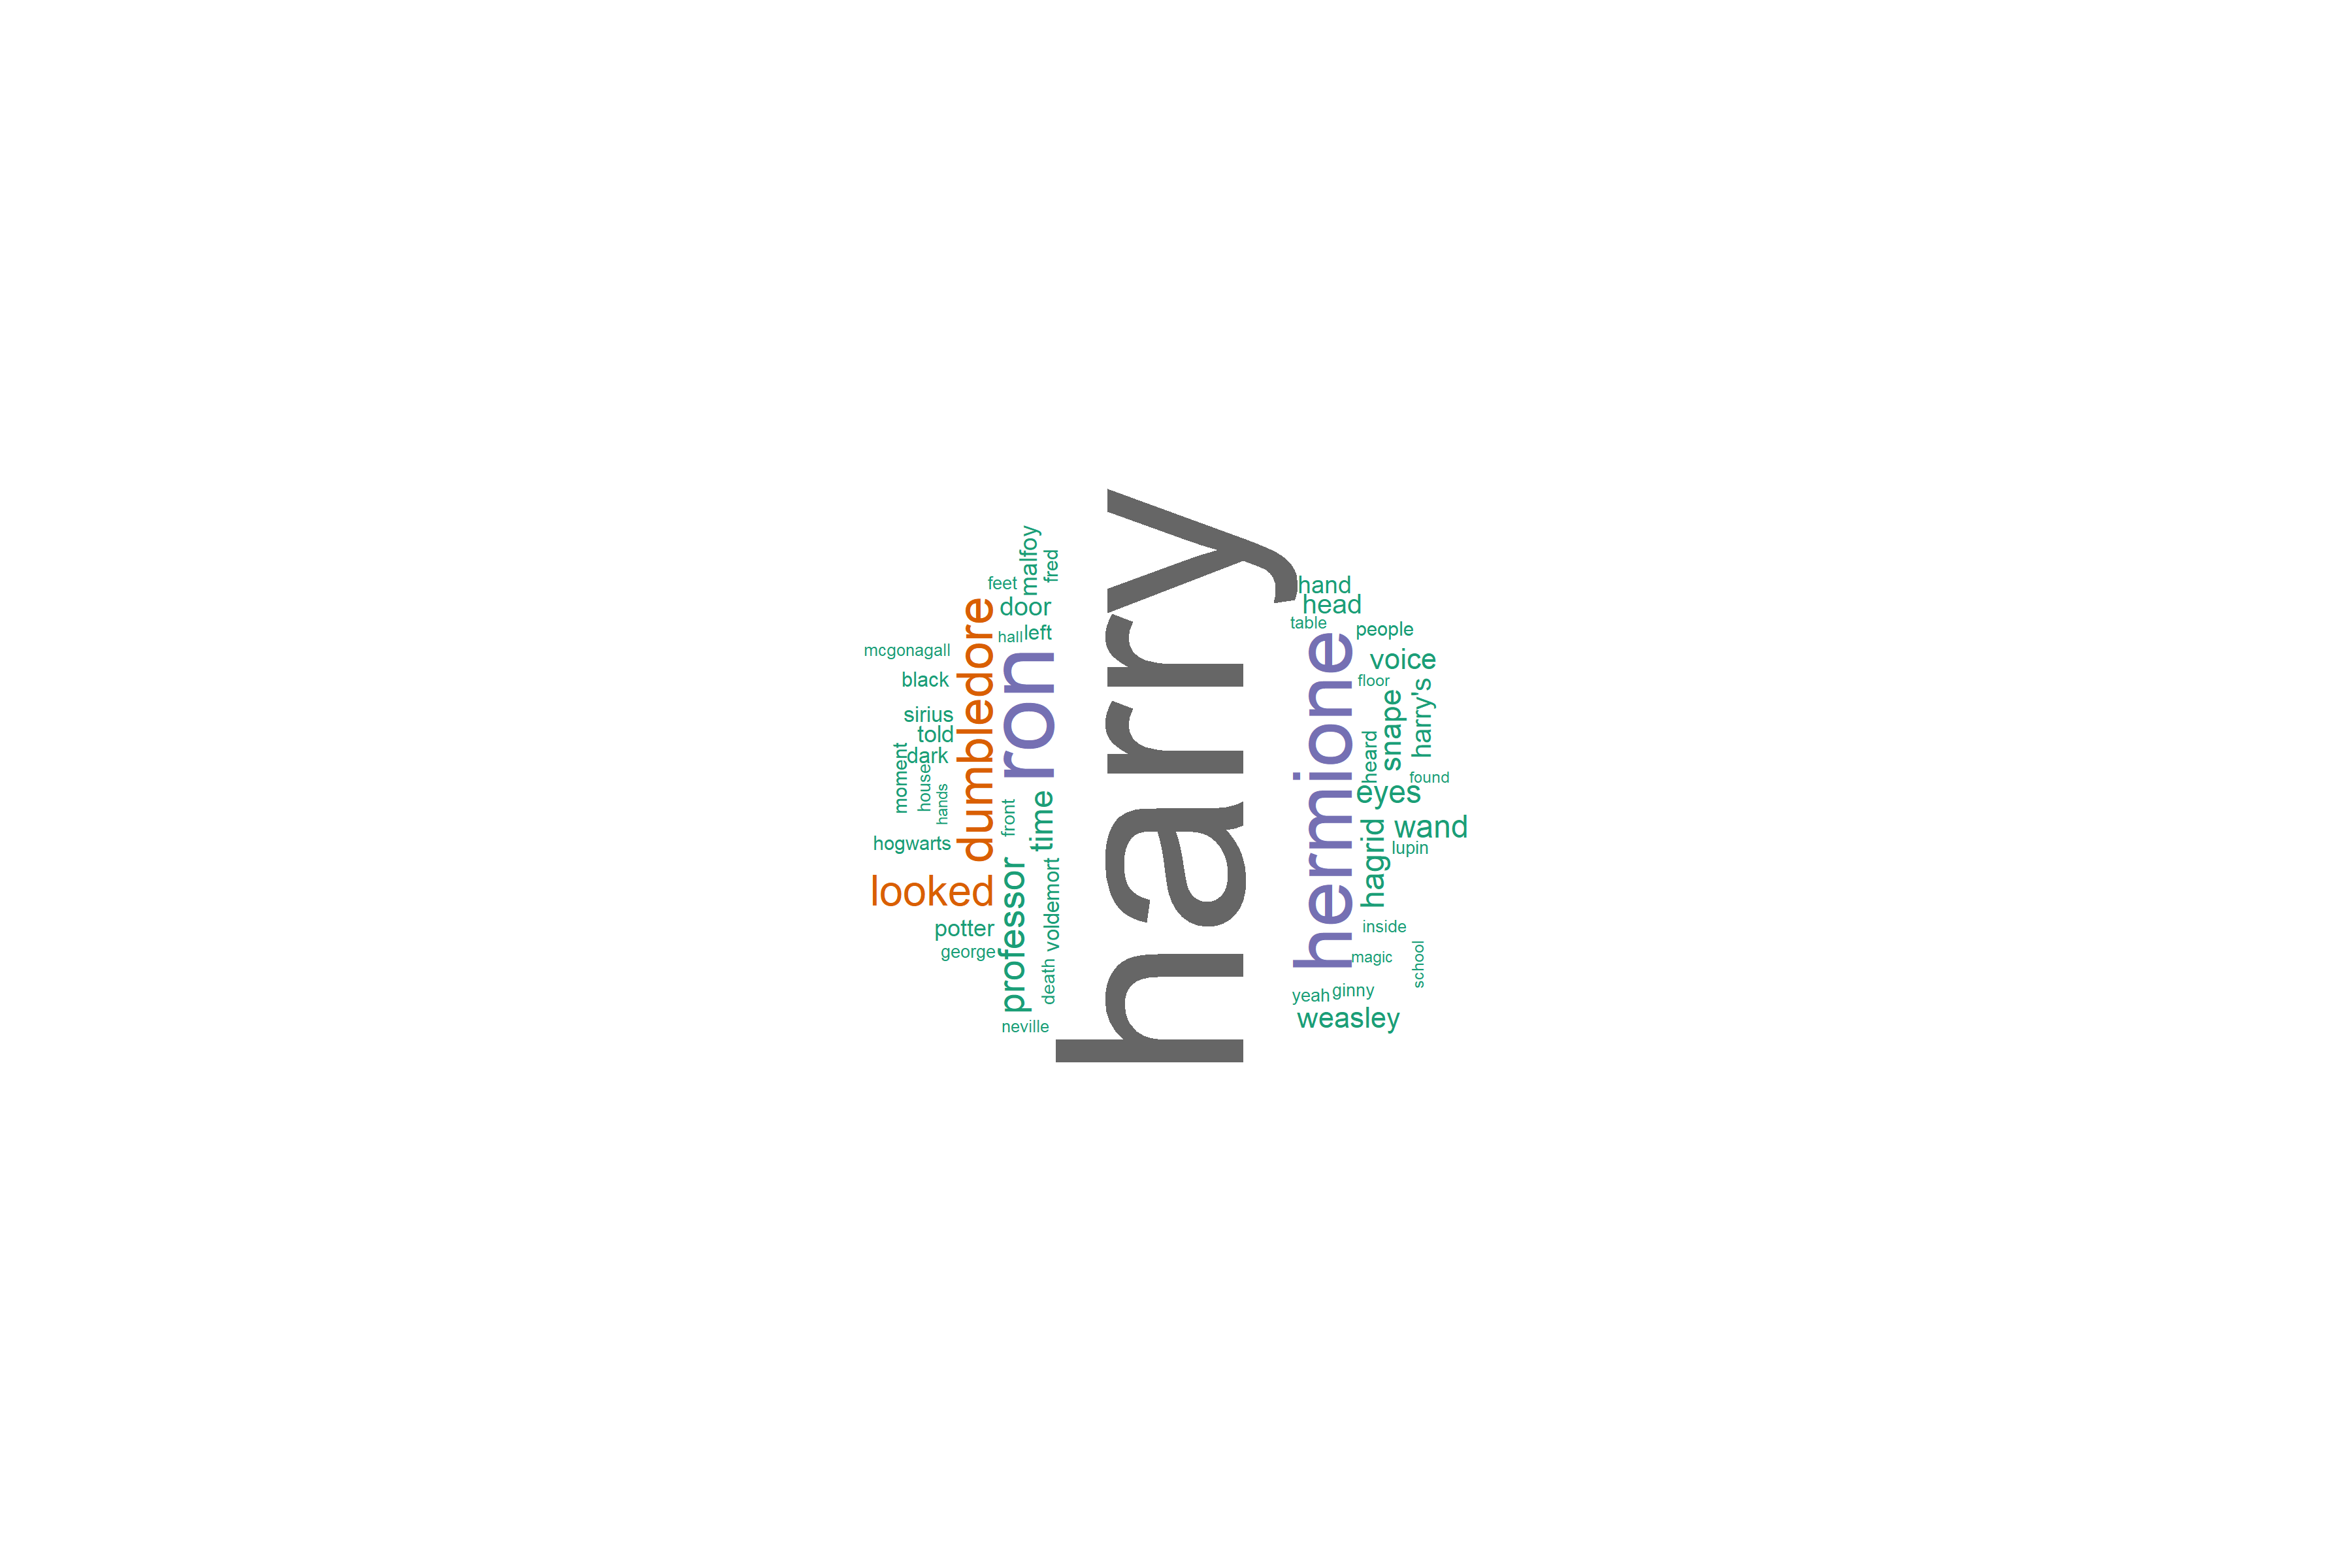 harry
hermione
ron
dumbledore
looked
professor
time
malfoy
fred
feet
door
hall
left
mcgonagall
black
sirius
told
dark
moment
house
hands
front
hogwarts
voldemort
potter
george
death
neville
hand
head
table
people
voice
floor
snape
harry's
heard
found
eyes
wand
hagrid
lupin
inside
magic
school
yeah
ginny
weasley